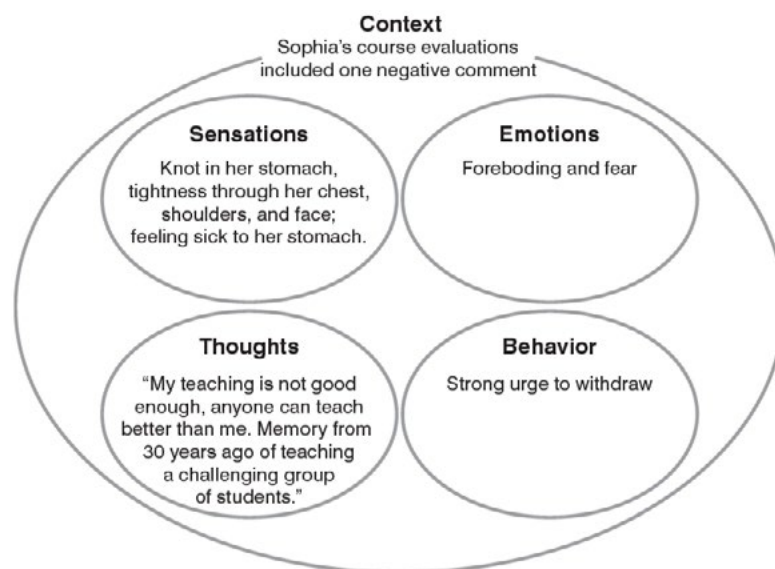 Context
Sophia's course evaluations
included one negative comment
Sensations
Knot in her stomach,
tightness through her chest,
shoulders, and face;
feeling sick to her stomach.
Emotions
Foreboding and fear
Thoughts
“My teaching is not good
enough, anyone can teach
better than me. Memory from
30 years ago of teaching
a challenging group
of students.”
Behavior
Strong urge to withdraw